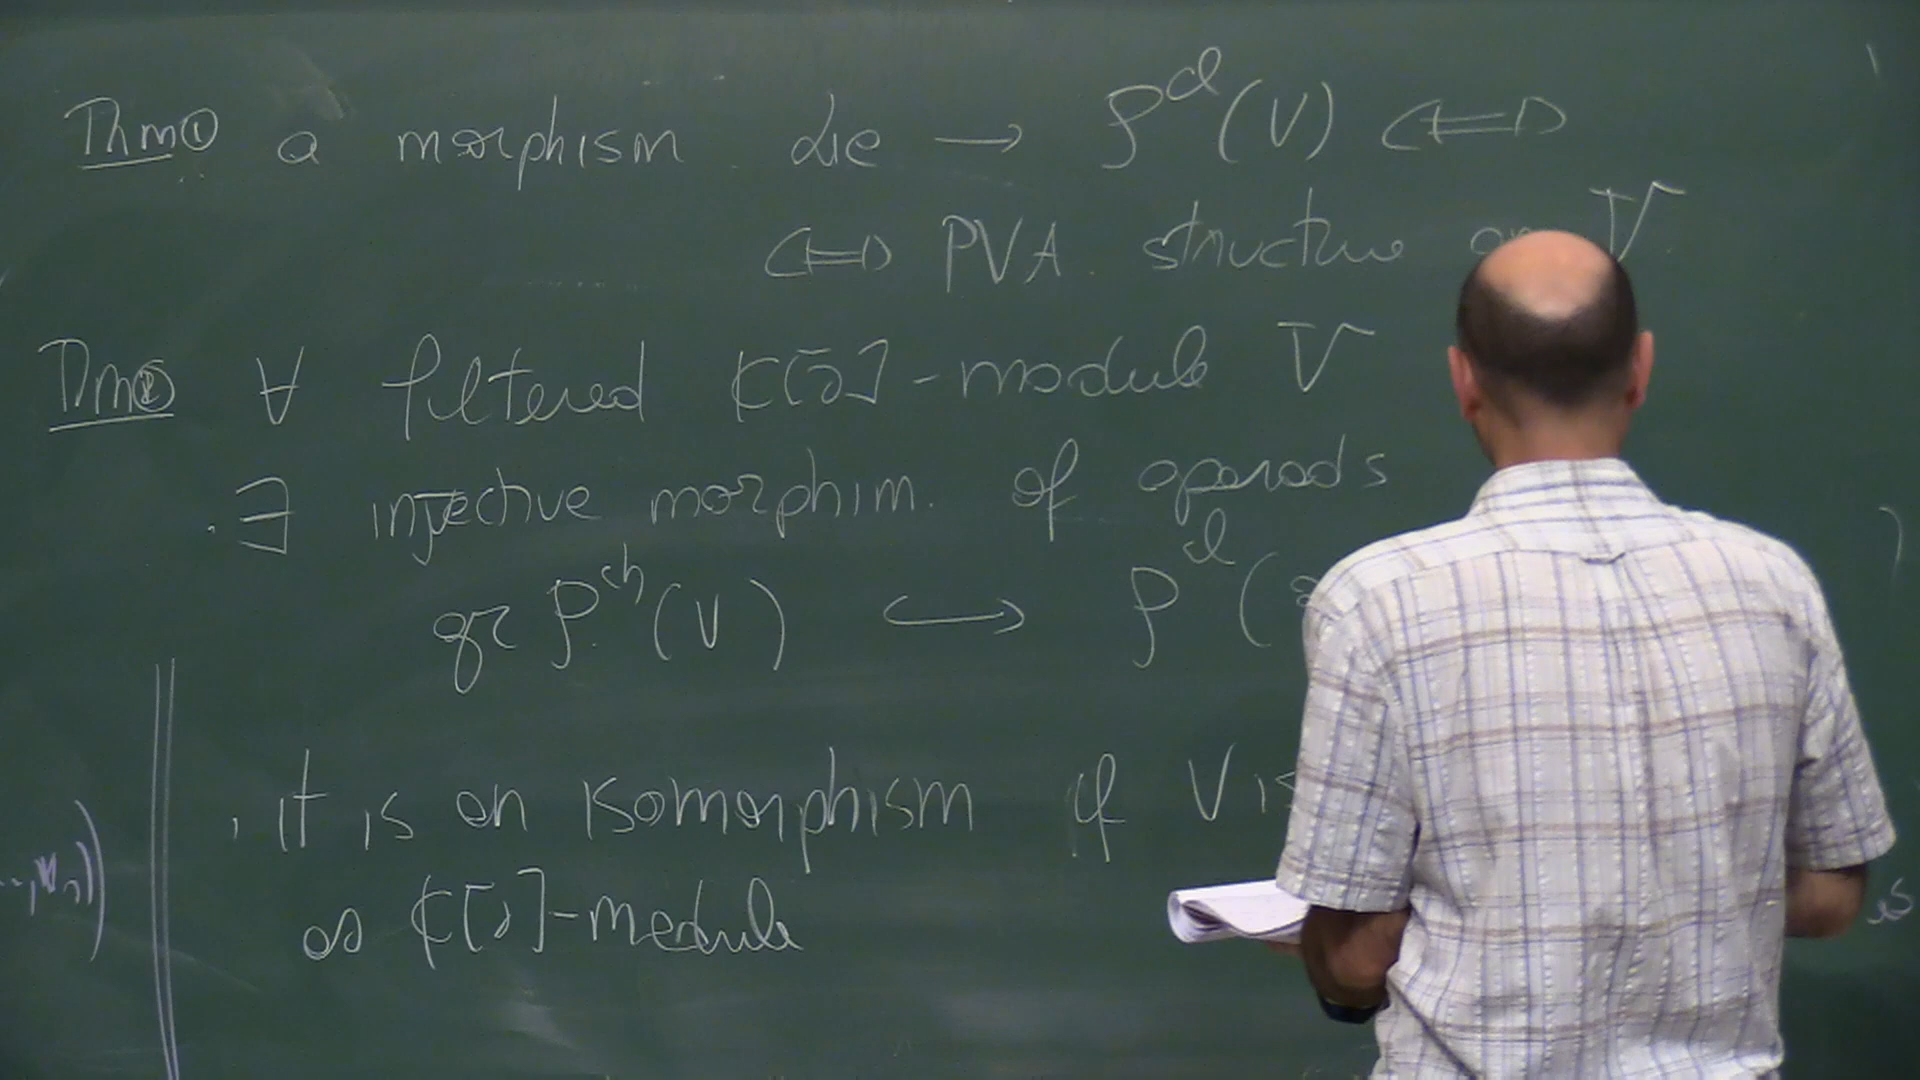 Thm① a morphism Lie → P^cl (V) ⟺
⟺ PVA structure on V
Thm② ∀ filtered 𝔽[∂]-module V
. ∃ injective morphim. of operads
gr P^ch (V) ↪ P^cl (
. it is an isomorphism if V is
as 𝔽[∂]-module